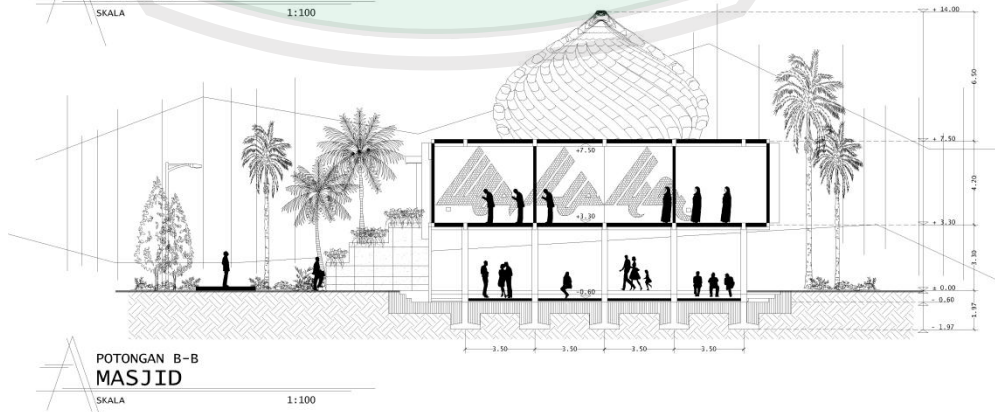 SKALA 1:100
+ 14.00
6.50
+ 7.50
+7.50
4.20
+3.30
+ 3.30
3.30
± 0.00
-0.60
- 0.60
1.97
- 1.97
3.50 3.50 3.50 3.50
POTONGAN B-B
MASJID
SKALA 1:100